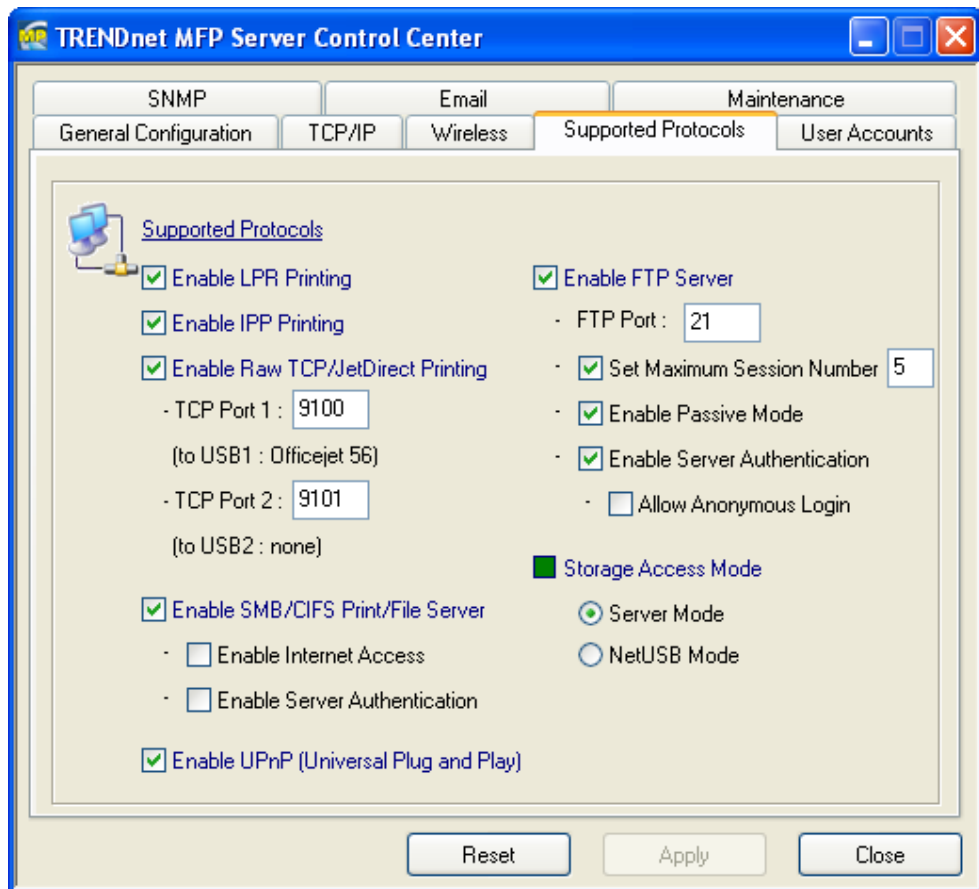 TRENDnet MFP Server Control Center
SNMP
Email
Maintenance
General Configuration
TCP/IP
Wireless
Supported Protocols
User Accounts
Supported Protocols
Enable LPR Printing
Enable IPP Printing
Enable Raw TCP/JetDirect Printing
- TCP Port 1 : 9100
(to USB1 : Officejet 56)
- TCP Port 2 : 9101
(to USB2 : none)
Enable SMB/CIFS Print/File Server
- Enable Internet Access
- Enable Server Authentication
Enable UPnP (Universal Plug and Play)
Enable FTP Server
- FTP Port : 21
- Set Maximum Session Number 5
- Enable Passive Mode
- Enable Server Authentication
- Allow Anonymous Login
Storage Access Mode
Server Mode
NetUSB Mode
Reset
Apply
Close